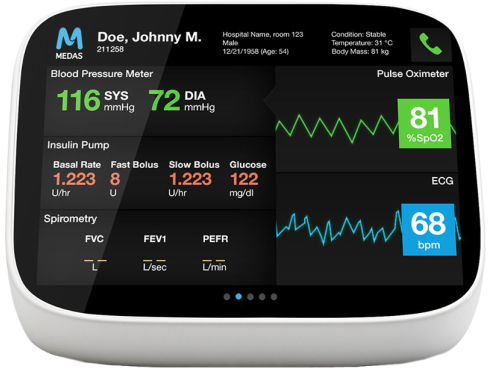 MEDAS
Doe, Johnny M.
211258
Hospital Name, room 123
Male
12/21/1958 (Age: 54)
Condition: Stable
Temperature: 31 °C
Body Mass: 81 kg
Blood Pressure Meter
116 SYS mmHg 72 DIA mmHg
Insulin Pump
Basal Rate Fast Bolus Slow Bolus Glucose
1.223 8 1.223 122
U/hr U U/hr mg/dl
Spirometry
FVC FEV1 PEFR
__ __ __
L L/sec L/min
Pulse Oximeter
81
%SpO2
ECG
68
bpm